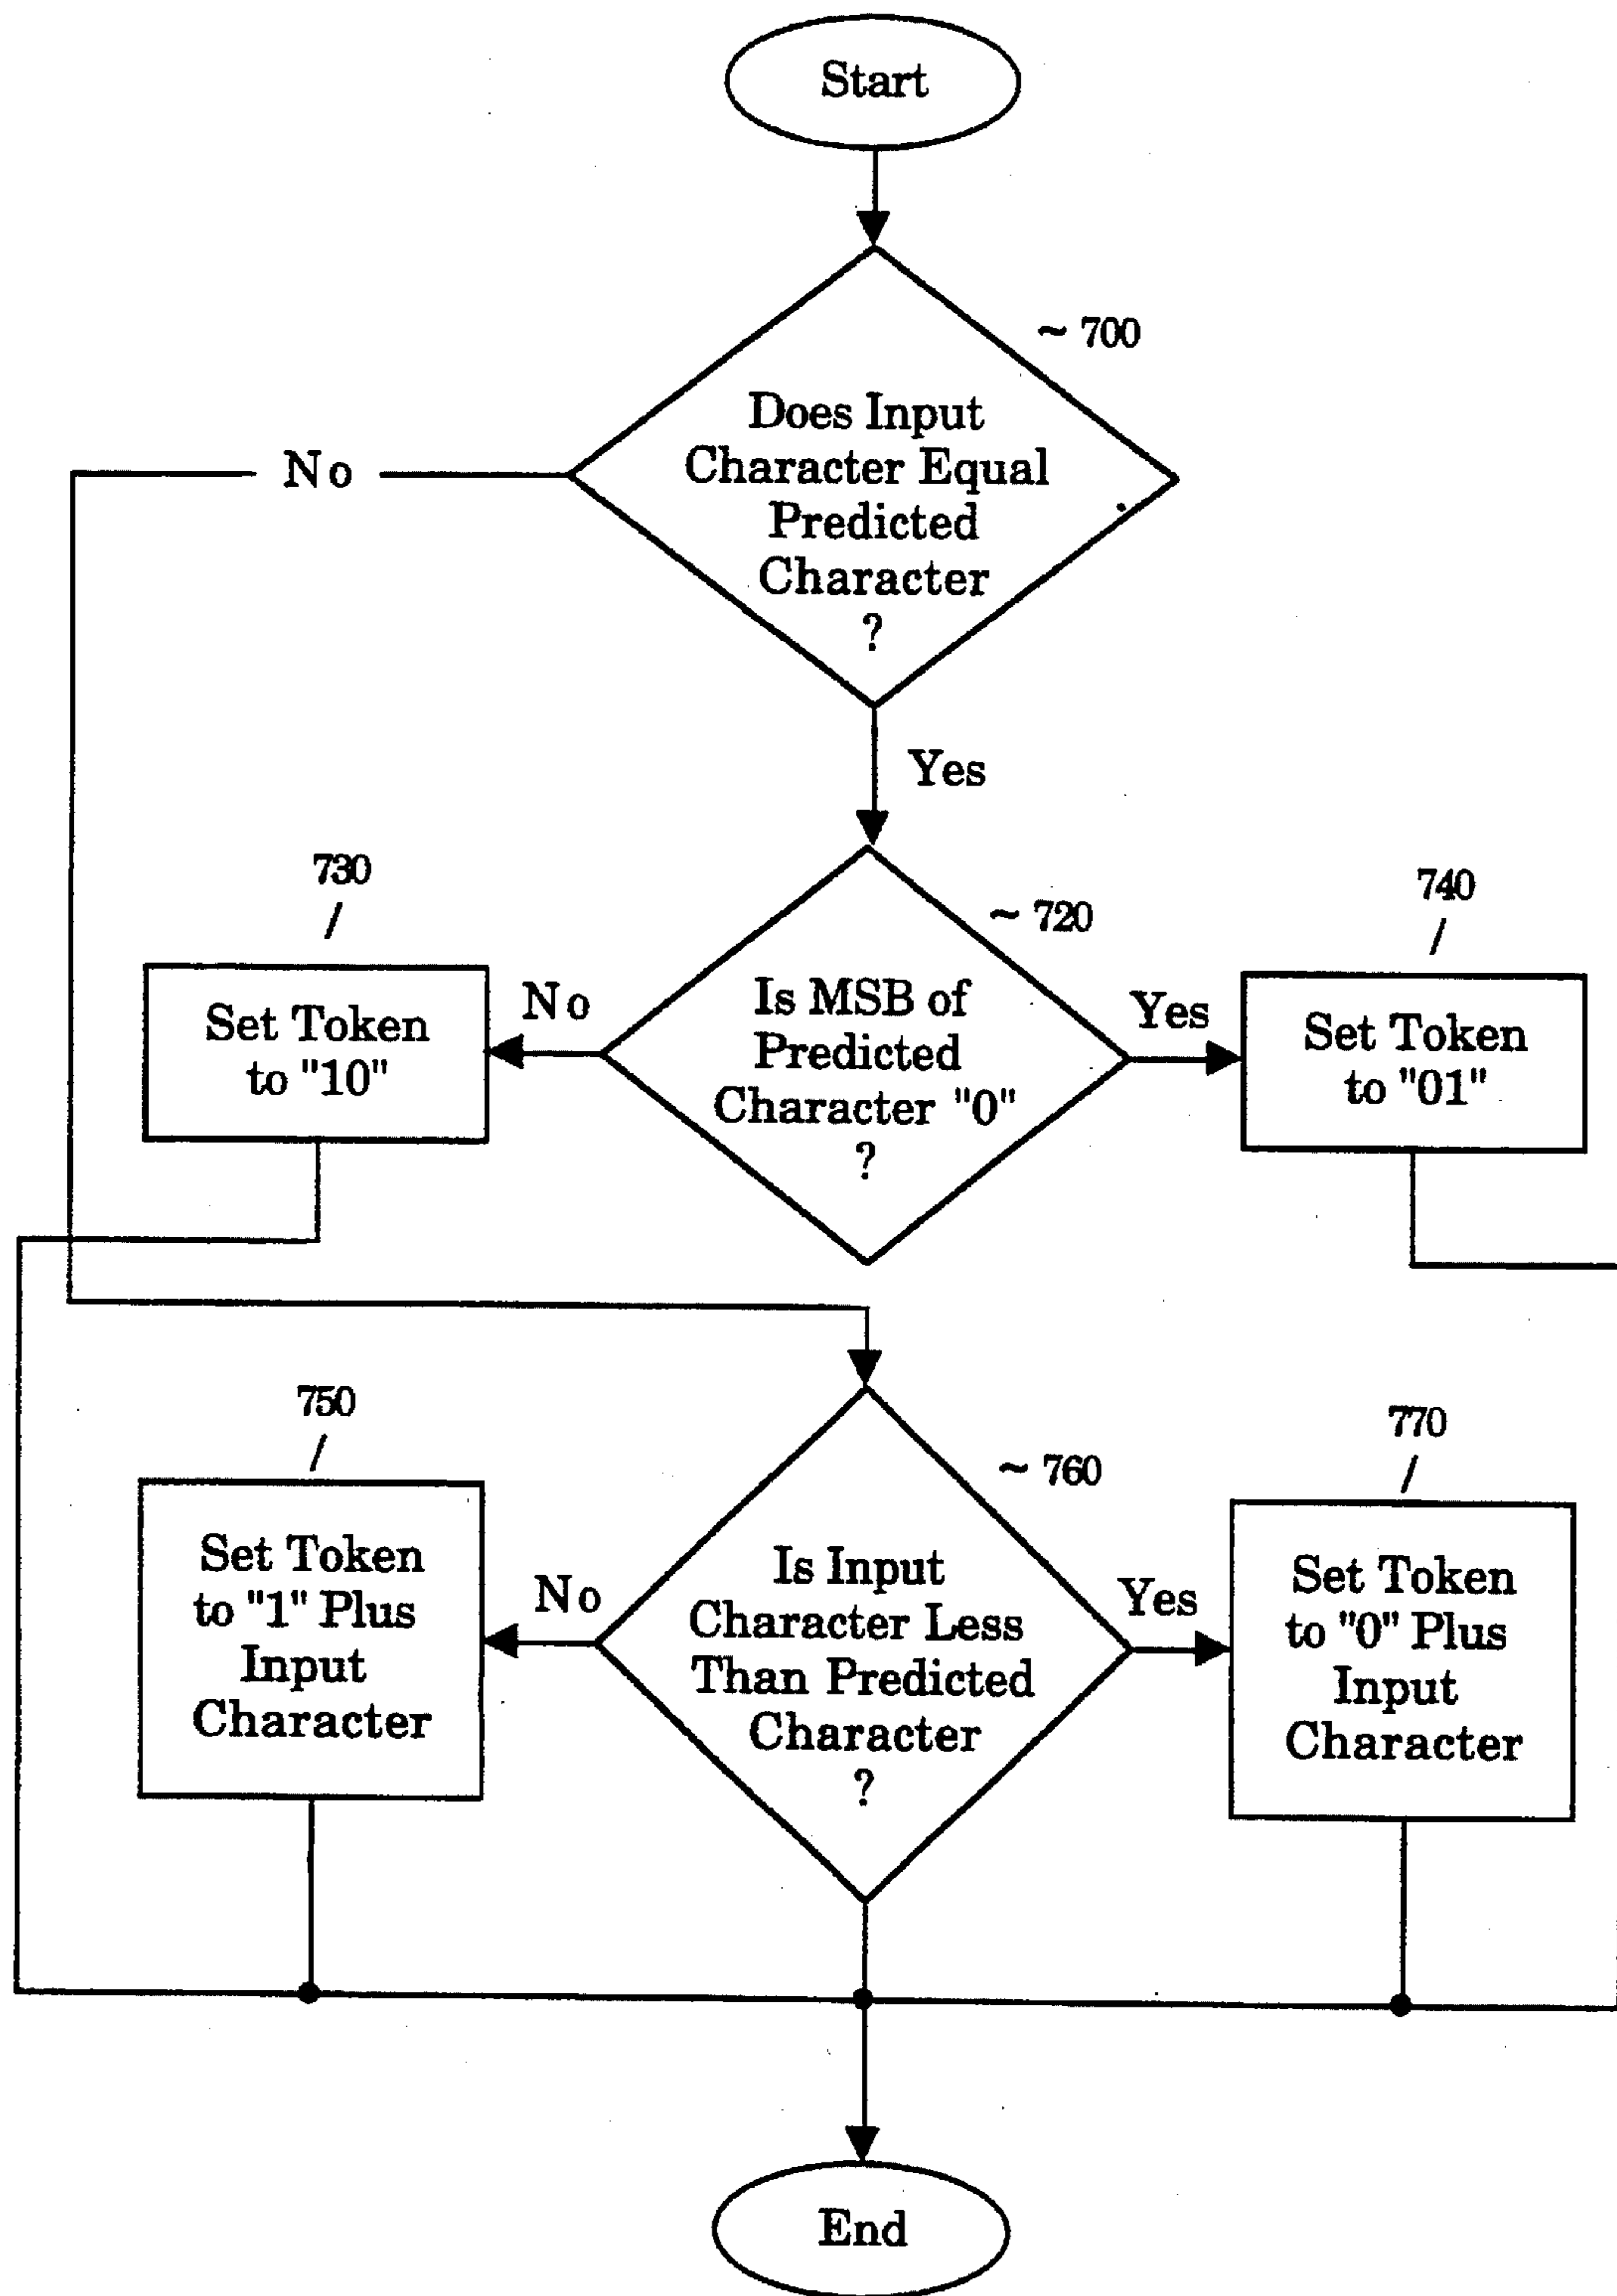 Start
~ 700
Does Input
Character Equal
Predicted
Character
?
No
Yes
730
/
~ 720
740
/
Set Token
to "10"
No
Is MSB of
Predicted
Character "0"
?
Yes
Set Token
to "01"
750
/
~ 760
770
/
Set Token
to "1" Plus
Input
Character
No
Is Input
Character Less
Than Predicted
Character
?
Yes
Set Token
to "0" Plus
Input
Character
End